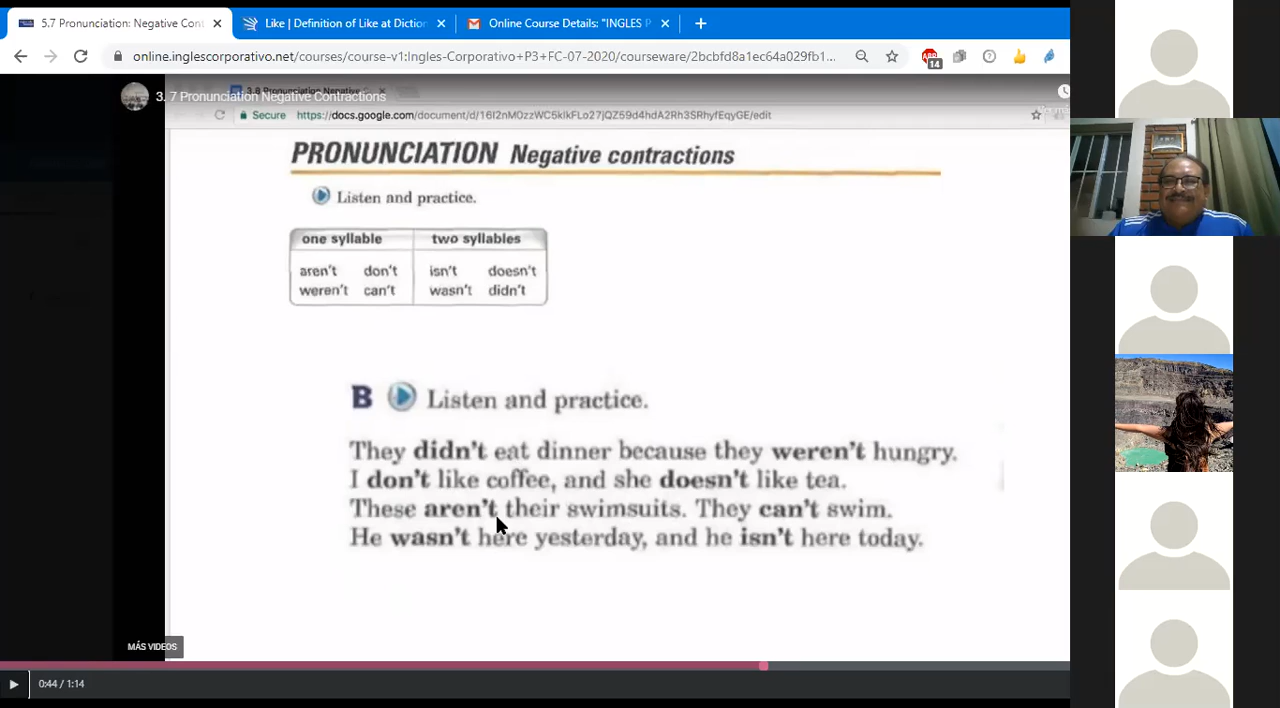 5.7 Pronunciation: Negative Cont
Like | Definition of Like at Diction
Online Course Details: "INGLES P
online.inglescorporativo.net/courses/course-v1:Ingles-Corporativo+P3+FC-07-2020/courseware/2bcbfd8a1ec64a029fb1...
14
3. 7 Pronunciation Negative Contractions
Secure https://docs.google.com/document/d/16I2nM0zzWC5kIkFLo27jQZ59d4hdA2Rh3SRhyfEqyGE/edit
PRONUNCIATION Negative contractions
Listen and practice.
one syllable two syllables
aren't don't isn't doesn't
weren't can't wasn't didn't
B Listen and practice.
They didn't eat dinner because they weren't hungry.
I don't like coffee, and she doesn't like tea.
These aren't their swimsuits. They can't swim.
He wasn't here yesterday, and he isn't here today.
MÁS VIDEOS
0:44 / 1:14